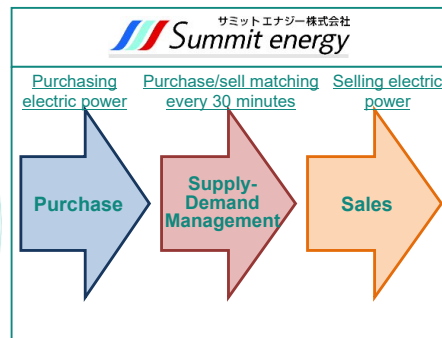 サミットエナジー株式会社
Summit energy
Purchasing
electric power
Purchase/sell matching
every 30 minutes
Selling electric
power
Purchase
Supply-
Demand
Management
Sales